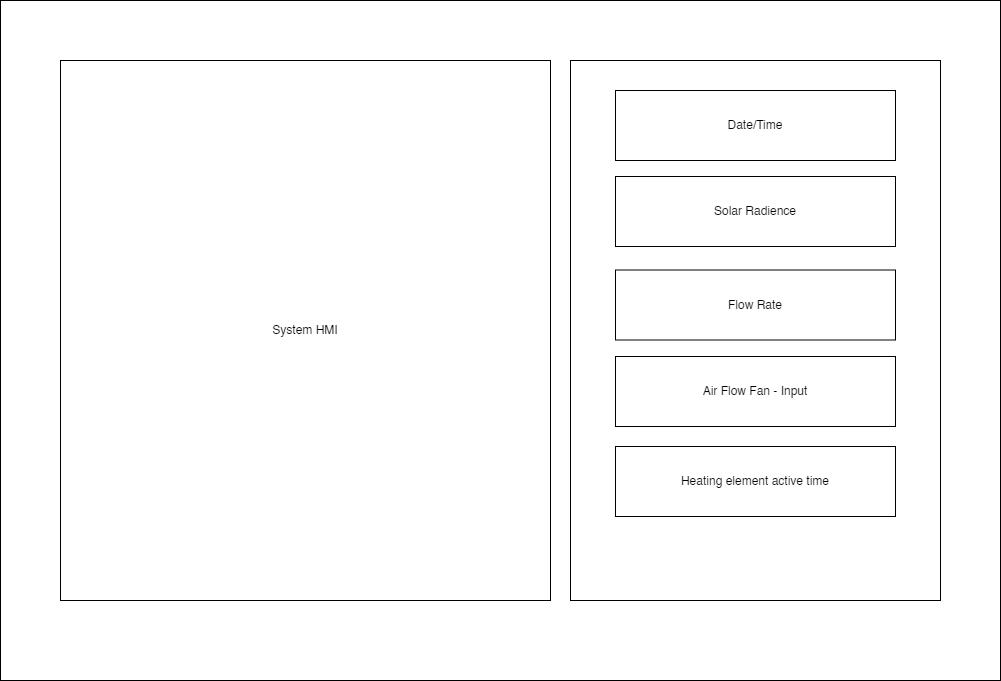 System HMI
Date/Time
Solar Radience
Flow Rate
Air Flow Fan - Input
Heating element active time